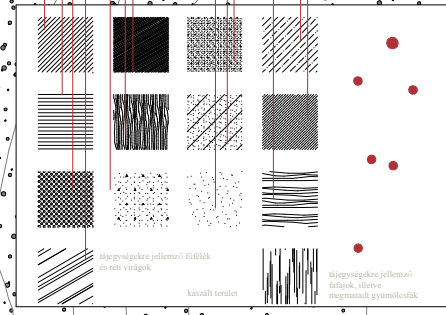 tájegységekre jellemző fűfélék
és réti virágok
kaszált terület
tájegységekre jellemző
fafajok, illetve
megmaradt gyümölcsfák